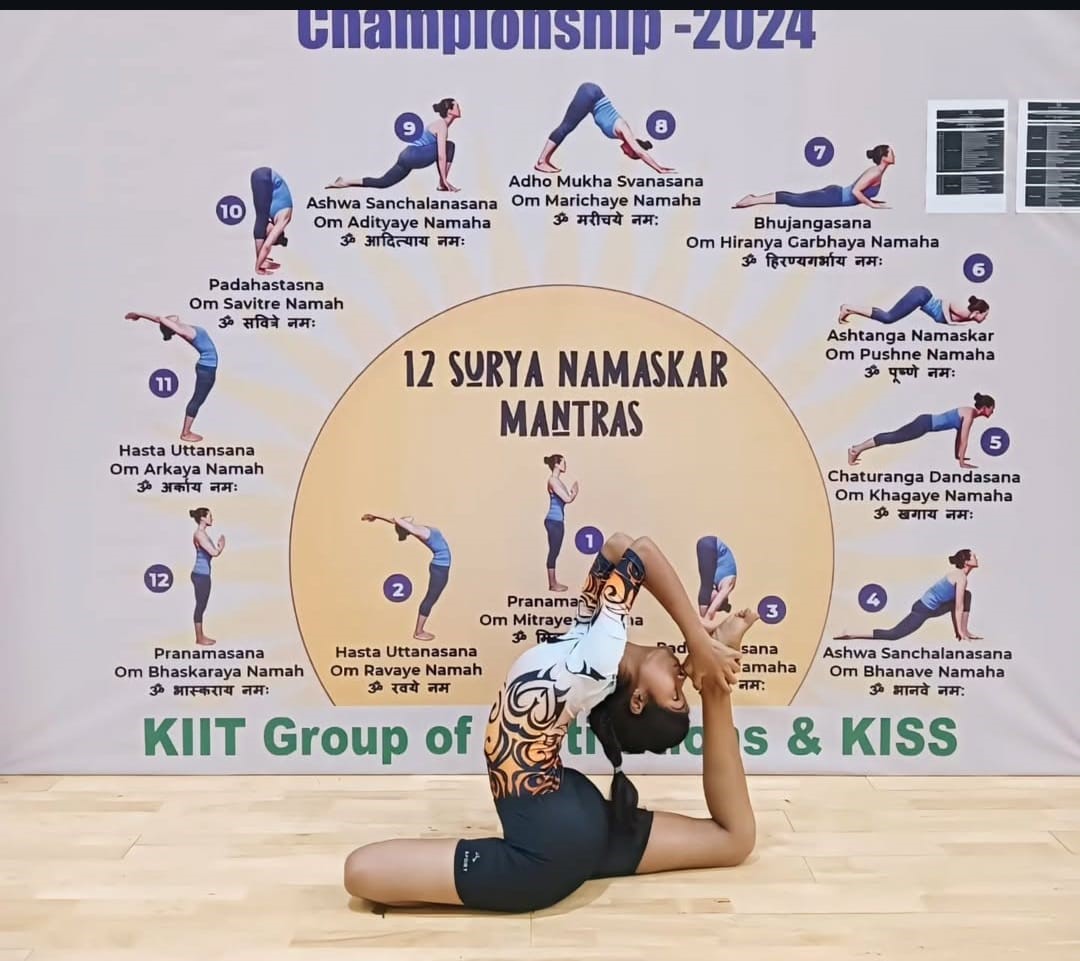 Championship -2024
9
Ashwa Sanchalanasana
Om Adityaye Namaha
ॐ आदित्याय नमः
8
Adho Mukha Svanasana
Om Marichaye Namaha
ॐ मरीचये नम:
7
Bhujangasana
Om Hiranya Garbhaya Namaha
ॐ हिरण्यगर्भाय नम:
10
Padahastasna
Om Savitre Namah
ॐ सवित्रे नमः
6
Ashtanga Namaskar
Om Pushne Namaha
ॐ पूष्णे नमः
12 SURYA NAMASKAR
MANTRAS
11
Hasta Uttansana
Om Arkaya Namah
ॐ अर्काय नमः
5
Chaturanga Dandasana
Om Khagaye Namaha
ॐ खगाय नमः
12
Pranamasana
Om Bhaskaraya Namah
ॐ भास्कराय नमः
2
Hasta Uttanasana
Om Ravaye Namah
ॐ रवये नम
1
Om
ॐ
3
नम:
4
Ashwa Sanchalanasana
Om Bhanave Namaha
ॐ भानवे नम:
KIIT Group of & KISS
SPORT